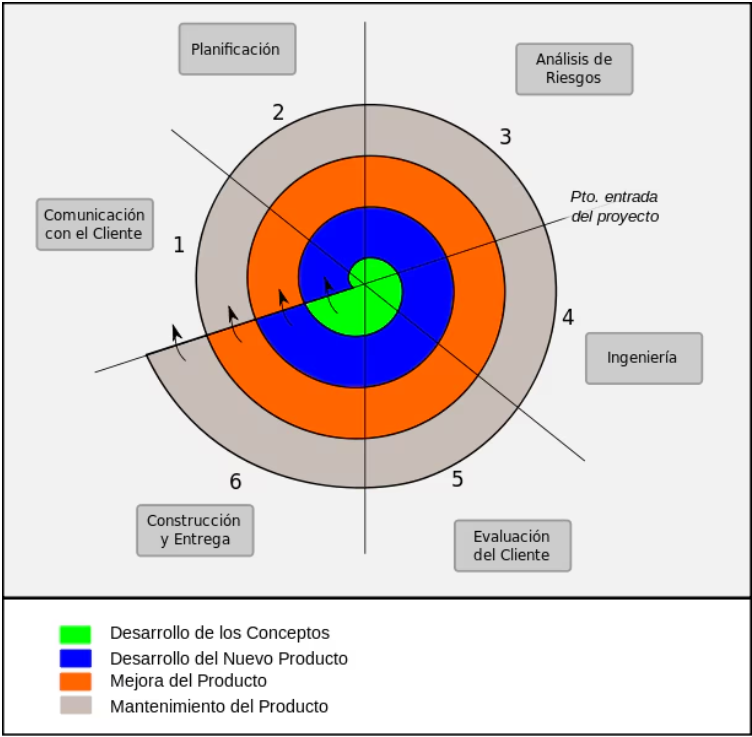 Planificación
Análisis de
Riesgos
2
3
Pto. entrada
del proyecto
Comunicación
con el Cliente
1
4
Ingeniería
6
5
Construcción
y Entrega
Evaluación
del Cliente
Desarrollo de los Conceptos
Desarrollo del Nuevo Producto
Mejora del Producto
Mantenimiento del Producto